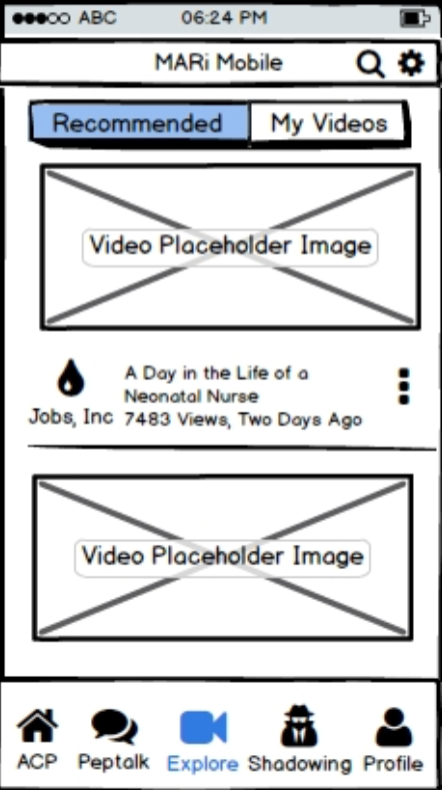 ABC 06:24 PM
MARi Mobile
Recommended My Videos
Video Placeholder Image
A Day in the Life of a
Neonatal Nurse
Jobs, Inc 7483 Views, Two Days Ago
Video Placeholder Image
ACP Peptalk Explore Shadowing Profile